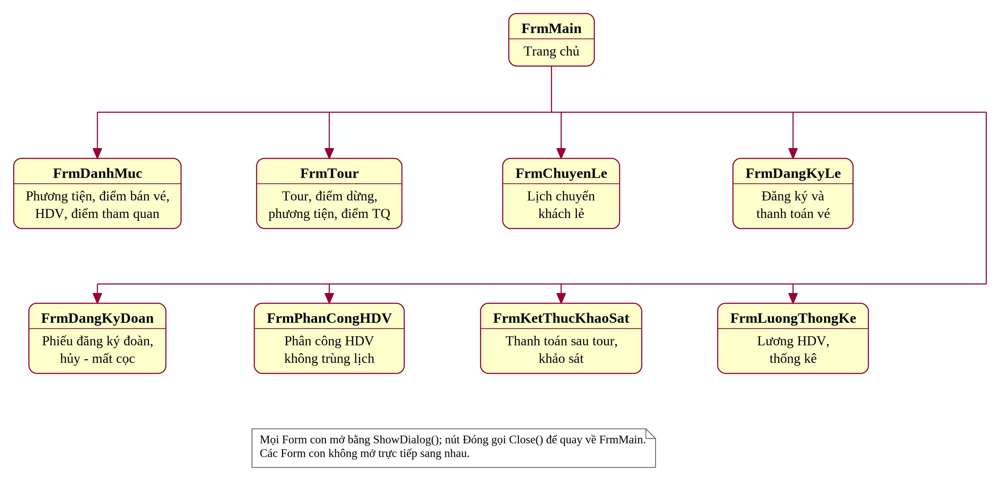 FrmMain
Trang chủ
FrmDanhMuc
Phương tiện, điểm bán vé,
HDV, điểm tham quan
FrmTour
Tour, điểm dừng,
phương tiện, điểm TQ
FrmChuyenLe
Lịch chuyến
khách lẻ
FrmDangKyLe
Đăng ký và
thanh toán vé
FrmDangKyDoan
Phiếu đăng ký đoàn,
hủy - mất cọc
FrmPhanCongHDV
Phân công HDV
không trùng lịch
FrmKetThucKhaoSat
Thanh toán sau tour,
khảo sát
FrmLuongThongKe
Lương HDV,
thống kê
Mọi Form con mở bằng ShowDialog(); nút Đóng gọi Close() để quay về FrmMain.
Các Form con không mở trực tiếp sang nhau.